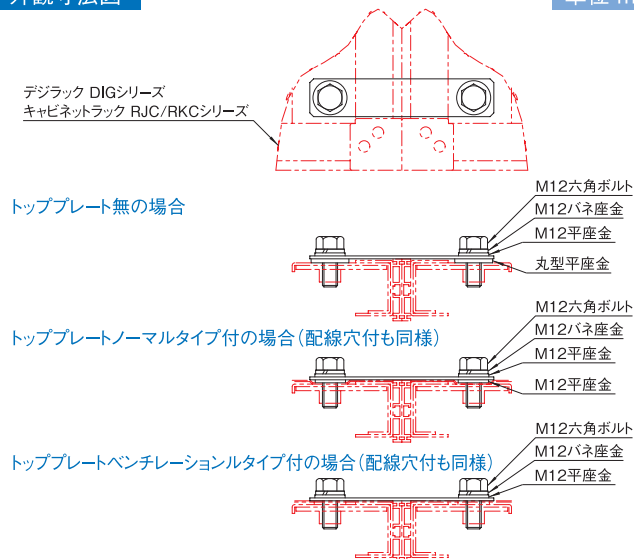 外観寸法図
単位
デジラック DIGシリーズ
キャビネットラック RJC/RKCシリーズ
トッププレート無の場合
M12六角ボルト
M12バネ座金
M12平座金
丸型平座金
トッププレートノーマルタイプ付の場合(配線穴付も同様)
M12六角ボルト
M12バネ座金
M12平座金
M12平座金
トッププレートベンチレーションルタイプ付の場合(配線穴付も同様)
M12六角ボルト
M12バネ座金
M12平座金